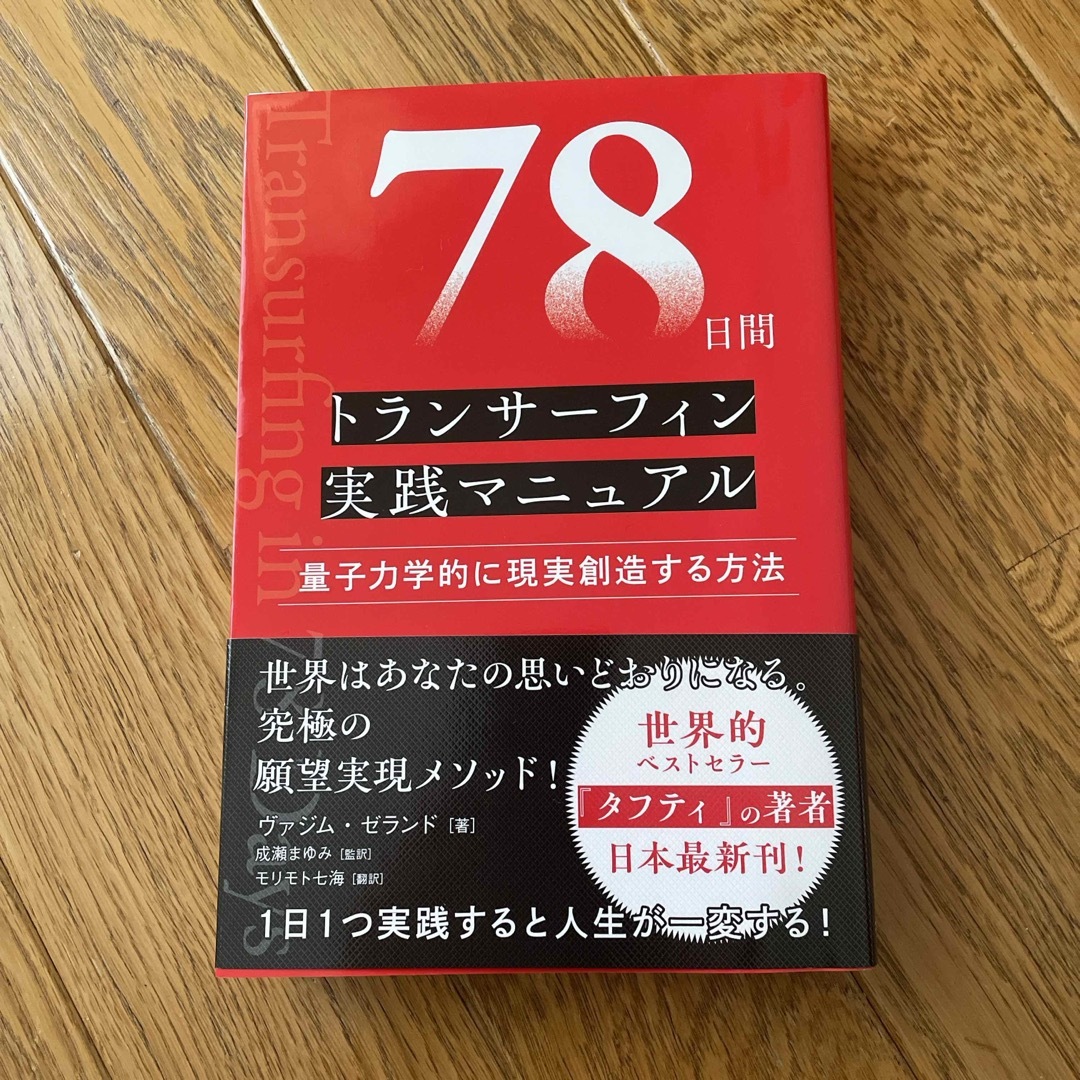 78日間
トランサーフィン
実践マニュアル
量子力学的に現実創造する方法
Transurfing in 78 Days
世界はあなたの思いどおりになる。
究極の
願望実現メソッド!
ヴァジム・ゼランド [著]
成瀬まゆみ [監訳]
モリモト七海 [翻訳]
世界的
ベストセラー
『タフティ』の著者
日本最新刊!
1日1つ実践すると人生が一変する!